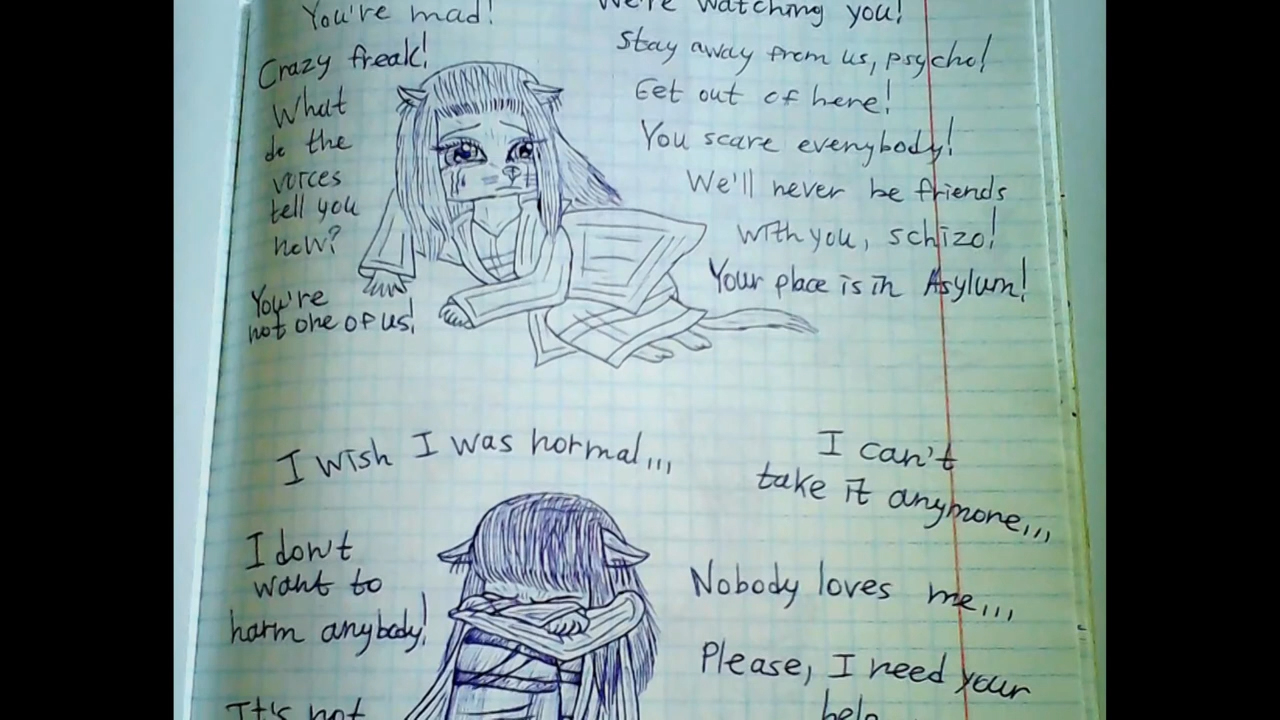 You're mad!
Crazy freak!
What
do the
voices
tell you
now?
You're
not one of us!
We're watching you!
Stay away from us, psycho!
Get out of here!
You scare everybody!
We'll never be friends
with you, schizo!
Your place is in Asylum!
I wish I was normal,,,
I can't
take it anymore,,,
I don't
want to
harm anybody!
Nobody loves me,,,
Please, I need your
help
It's not